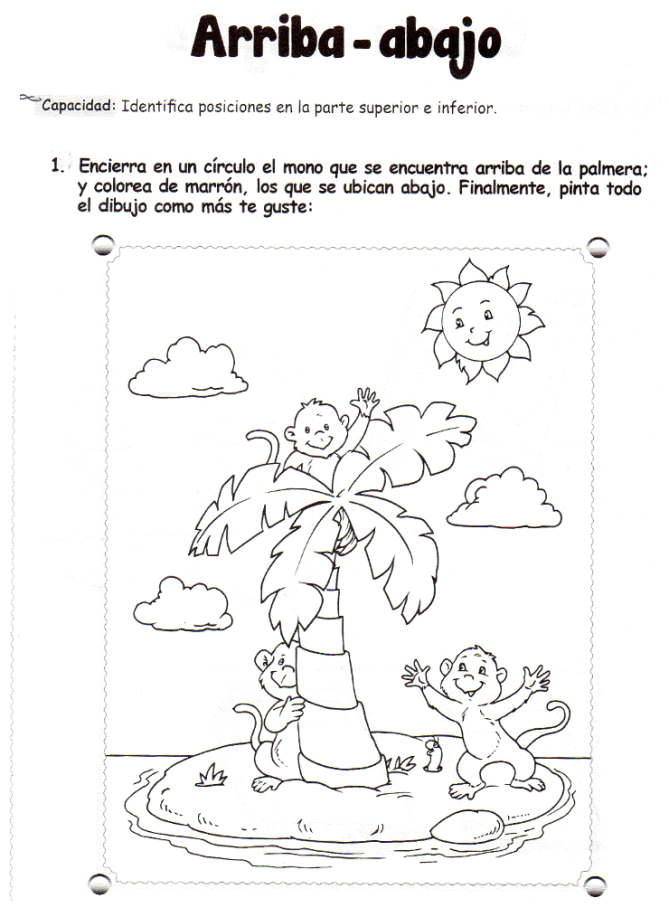 Arriba - abajo
Capacidad: Identifica posiciones en la parte superior e inferior.
1. Encierra en un círculo el mono que se encuentra arriba de la palmera;
y colorea de marrón, los que se ubican abajo. Finalmente, pinta todo
el dibujo como más te guste: